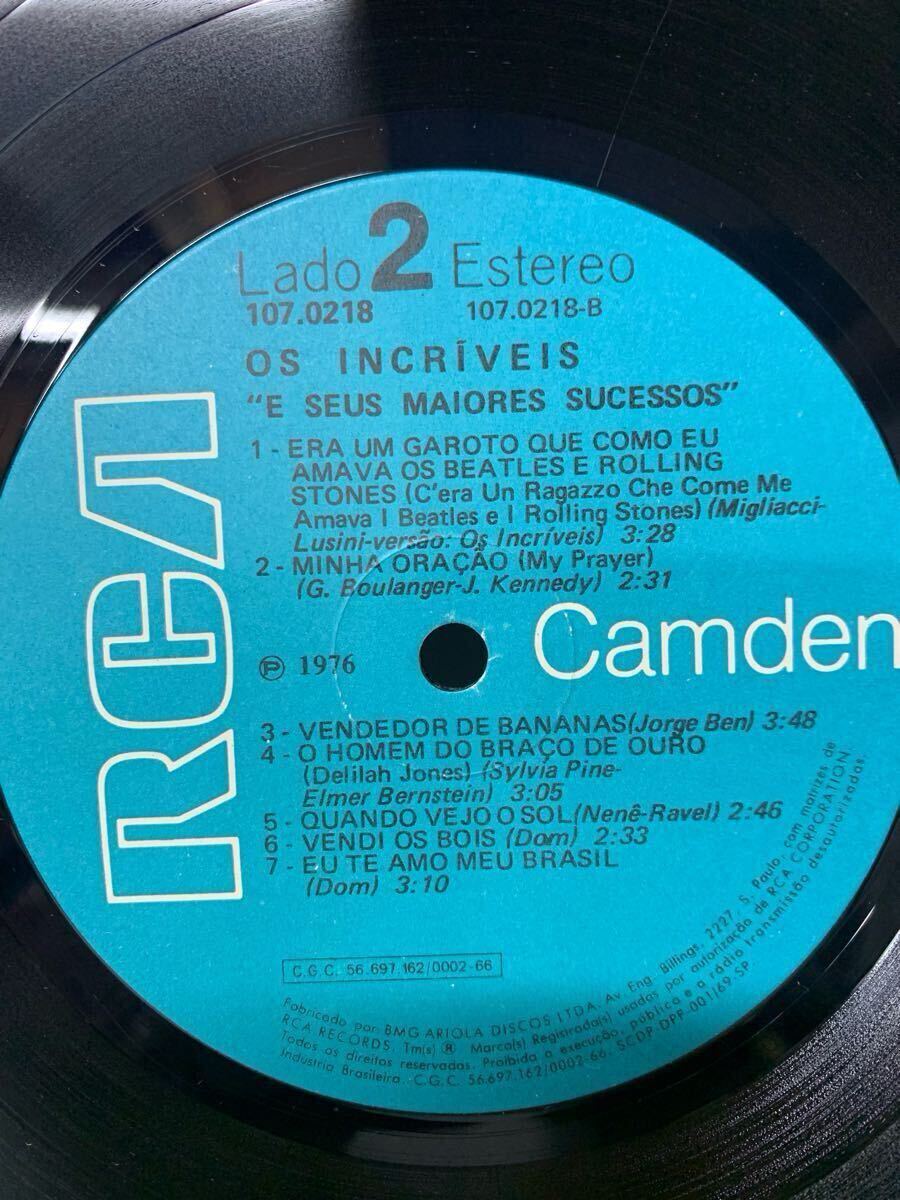 Lado 2 Estereo
107.0218 107.0218-B
OS INCRÍVEIS
"E SEUS MAIORES SUCESSOS"
1 - ERA UM GAROTO QUE COMO EU
AMAVA OS BEATLES E ROLLING
STONES (C'era Un Ragazzo Che Come Me
Amava I Beatles e I Rolling Stones) (Migliacci-
Lusini-versão: Os Incríveis) 3:28
2 - MINHA ORAÇÃO (My Prayer)
(G. Boulanger-J. Kennedy) 2:31
RCA
℗ 1976
Camden
3 - VENDEDOR DE BANANAS (Jorge Ben) 3:48
4 - O HOMEM DO BRAÇO DE OURO
(Delilah Jones) (Sylvia Pine-
Elmer Bernstein) 3:05
5 - QUANDO VEJO O SOL (Nenê-Ravel) 2:46
6 - VENDI OS BOIS (Dom) 2:33
7 - EU TE AMO MEU BRASIL
(Dom) 3:10
C.G.C. 56.697.162/0002-66
Fabricado por BMG ARIOLA DISCOS LTDA. Av. Eng. Billings, 2227, S. Paulo, com matrizes de
RCA RECORDS. Tm(s) ® Marca(s) Registrada(s) usadas por autorização de RCA CORPORATION.
Todos os direitos reservados. Proibida a execução, pública e a rádio transmissão desautorizadas.
Indústria Brasileira. C.G.C. 56.697.162/0002-66. SCDP-DPF-001/69-SP